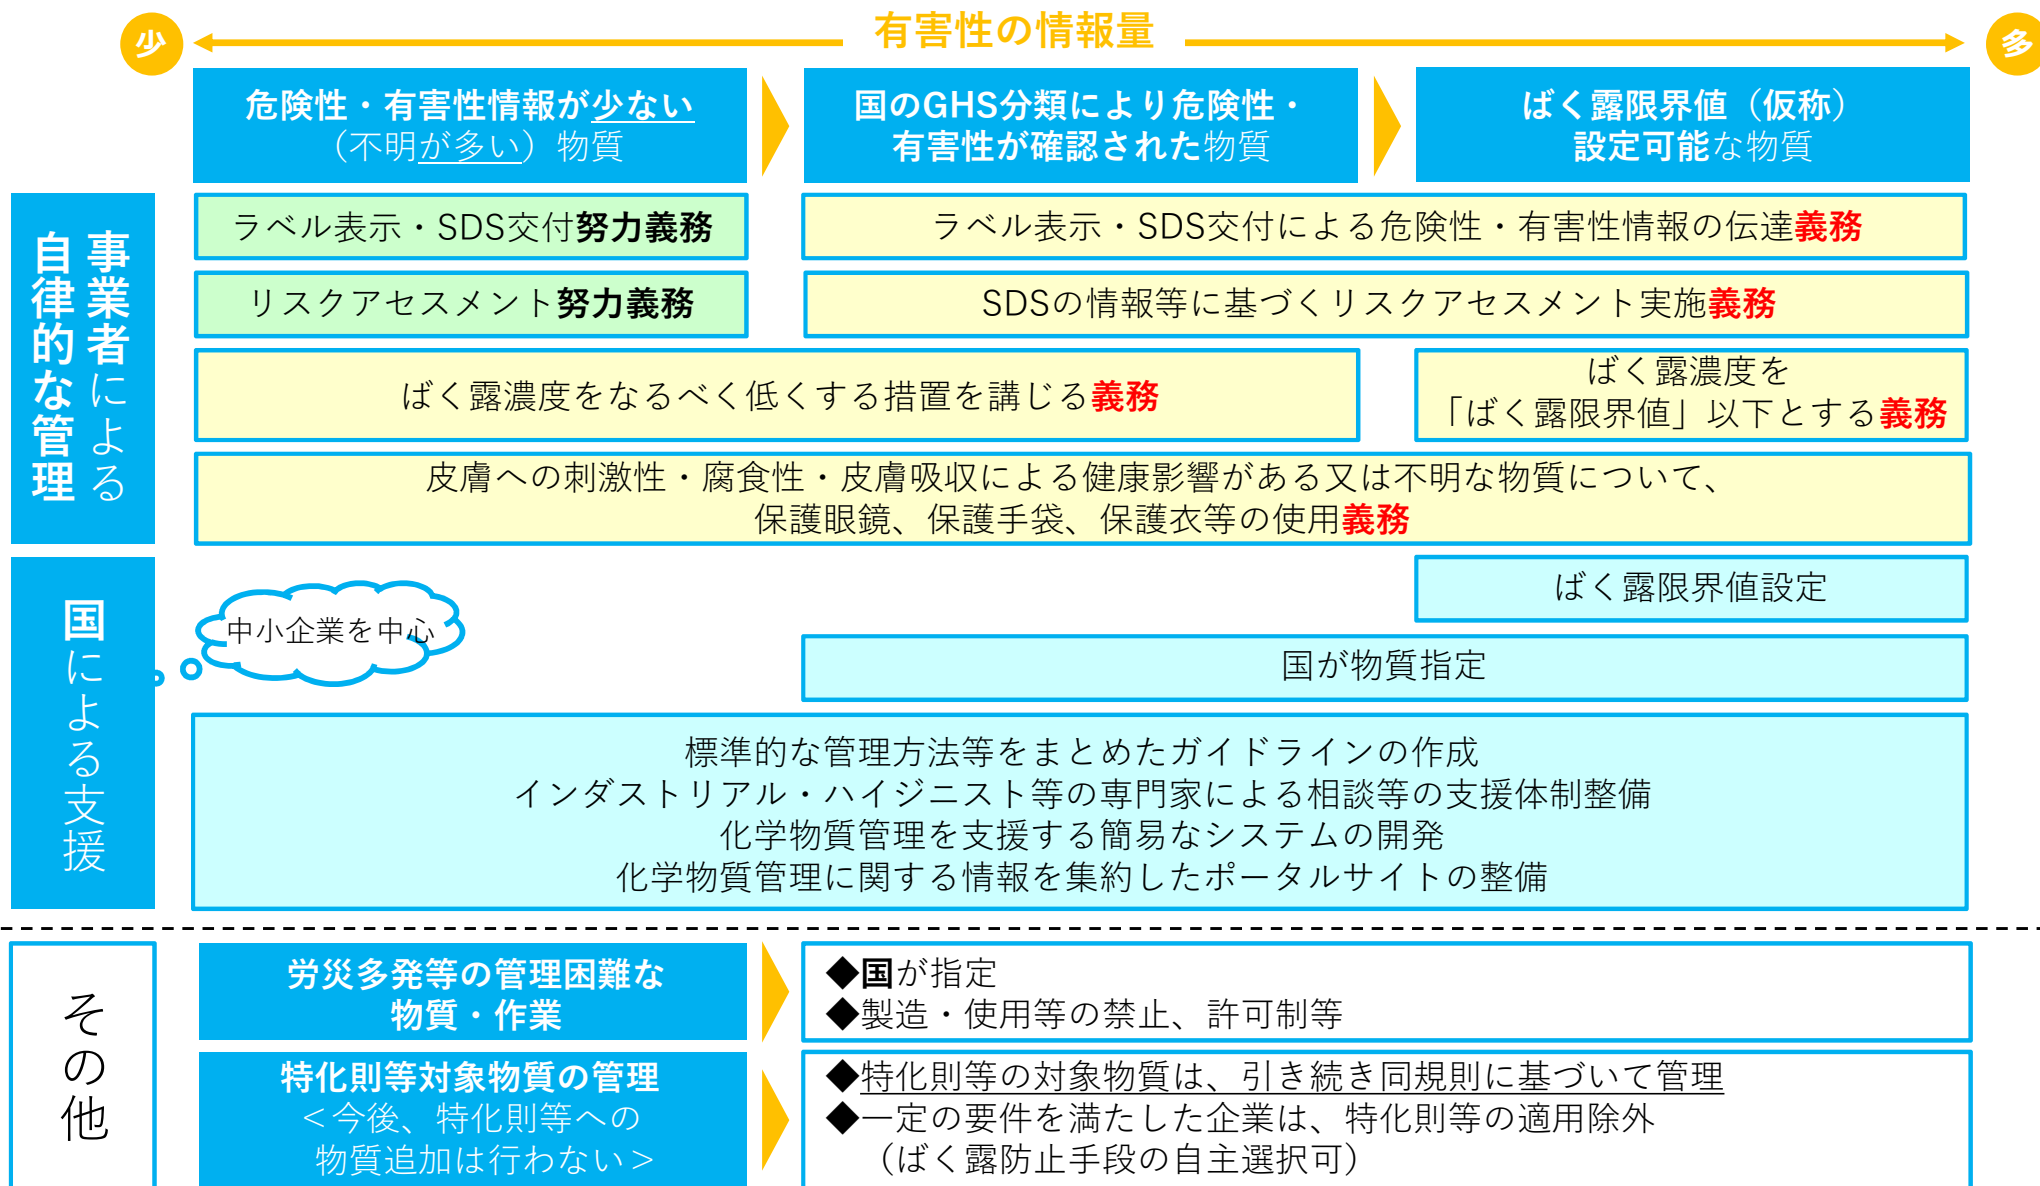 有害性の情報量
少
多
危険性・有害性情報が少ない
（不明が多い）物質
国のGHS分類により危険性・
有害性が確認された物質
ばく露限界値（仮称）
設定可能な物質
事業者による
自律的な管理
ラベル表示・SDS交付努力義務
ラベル表示・SDS交付による危険性・有害性情報の伝達義務
リスクアセスメント努力義務
SDSの情報等に基づくリスクアセスメント実施義務
ばく露濃度をなるべく低くする措置を講じる義務
ばく露濃度を
「ばく露限界値」以下とする義務
皮膚への刺激性・腐食性・皮膚吸収による健康影響がある又は不明な物質について、
保護眼鏡、保護手袋、保護衣等の使用義務
国による支援
中小企業を中心
ばく露限界値設定
国が物質指定
標準的な管理方法等をまとめたガイドラインの作成
インダストリアル・ハイジニスト等の専門家による相談等の支援体制整備
化学物質管理を支援する簡易なシステムの開発
化学物質管理に関する情報を集約したポータルサイトの整備
その他
労災多発等の管理困難な
物質・作業
◆国が指定
◆製造・使用等の禁止、許可制等
特化則等対象物質の管理
＜今後、特化則等への
物質追加は行わない＞
◆特化則等の対象物質は、引き続き同規則に基づいて管理
◆一定の要件を満たした企業は、特化則等の適用除外
（ばく露防止手段の自主選択可）